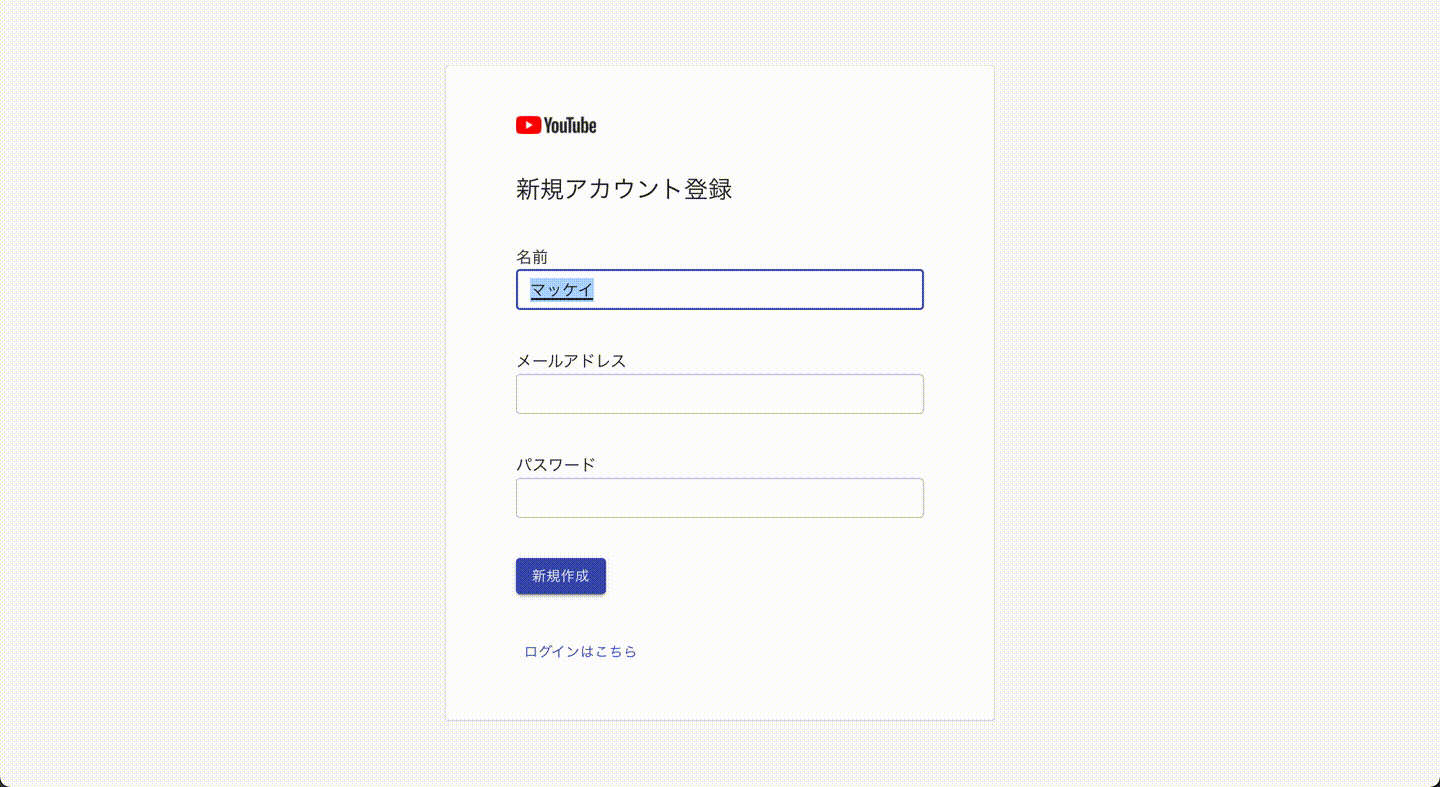 YouTube
新規アカウント登録
名前
マッケイ
メールアドレス
パスワード
新規作成
ログインはこちら